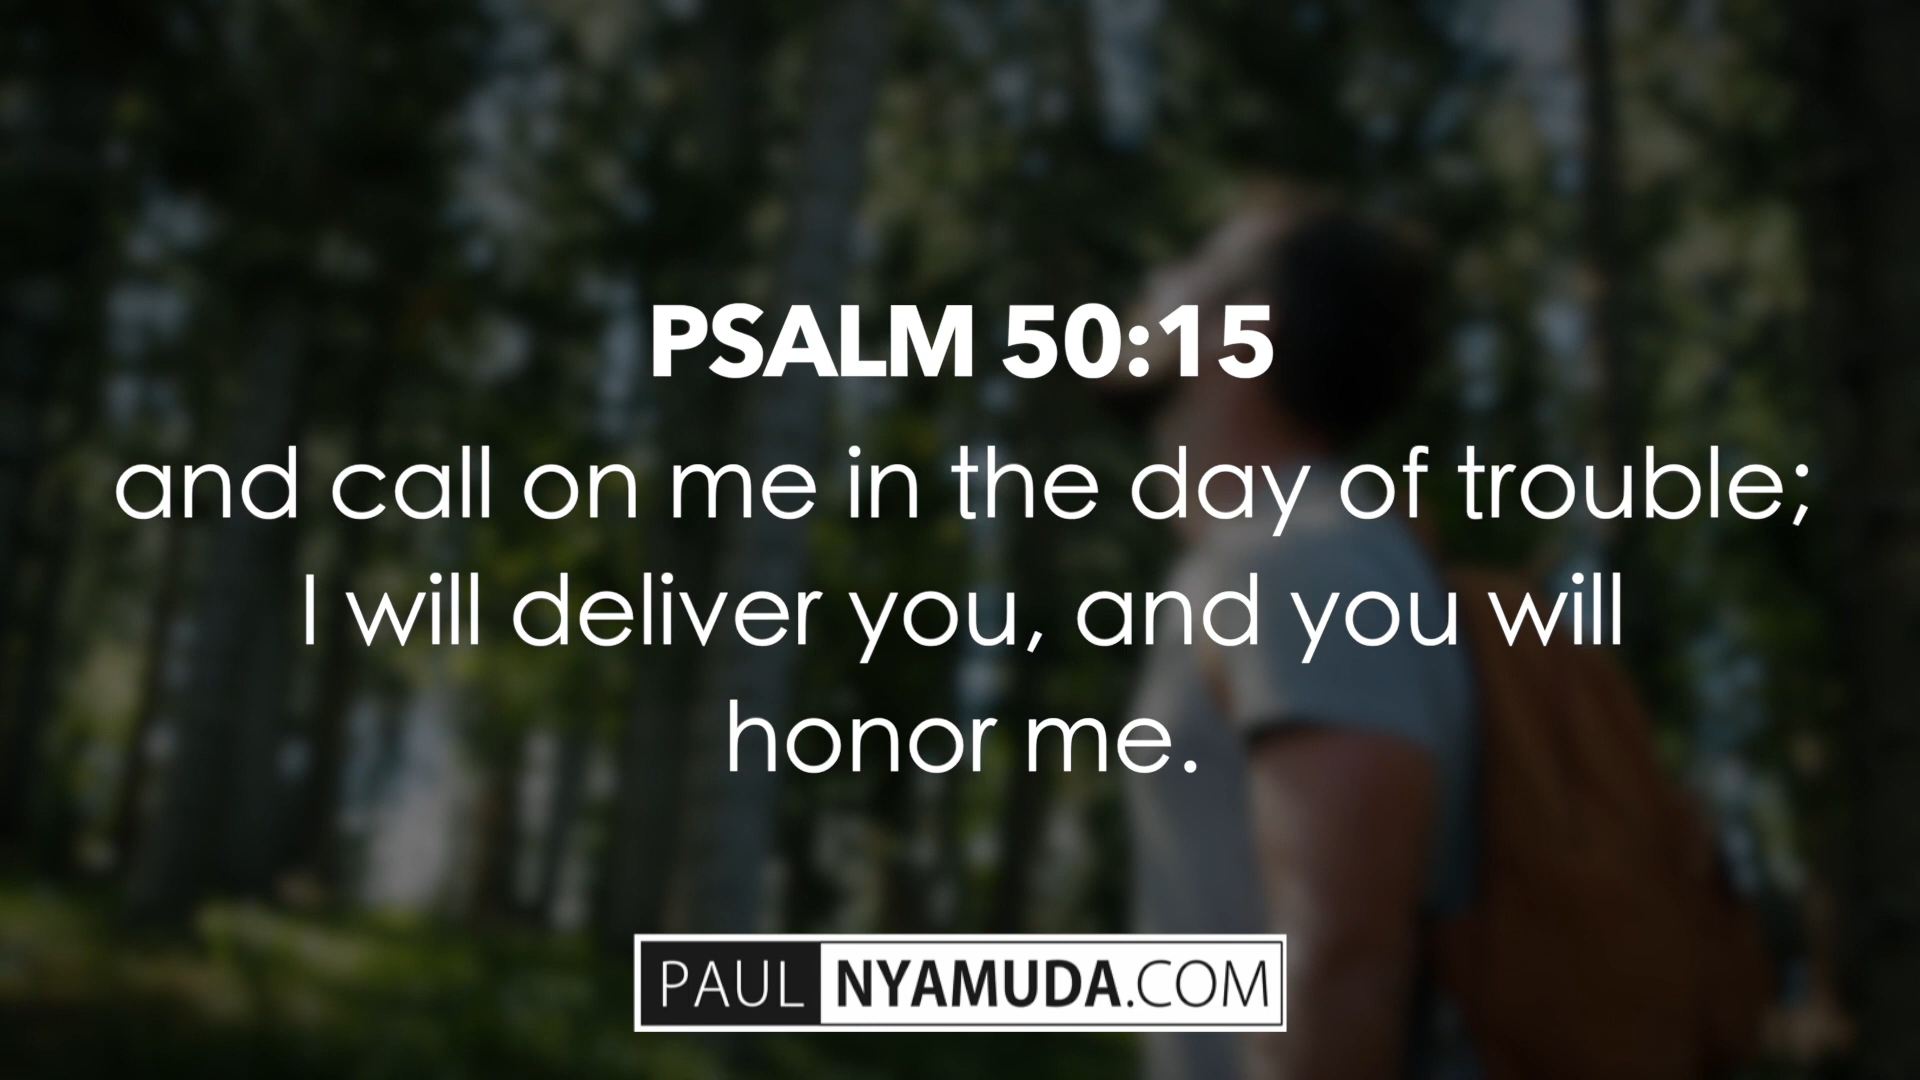 PSALM 50:15
and call on me in the day of trouble;
I will deliver you, and you will
honor me.
PAUL NYAMUDA.COM